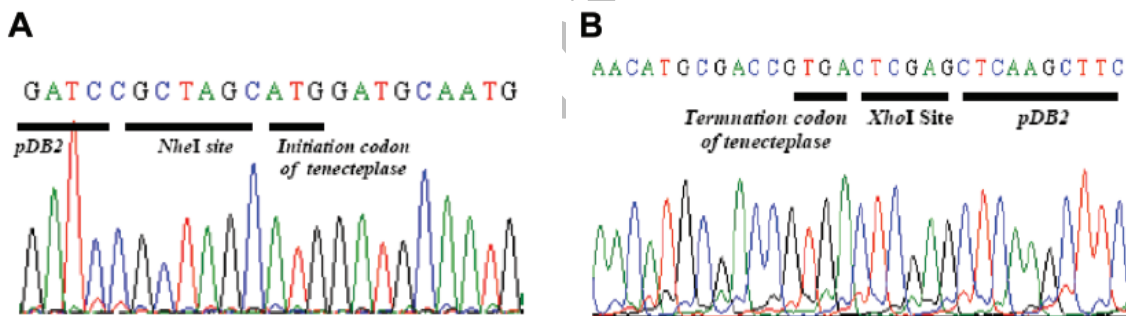 A
GATCCGCTAGCATGGATGCAATG
pDB2
NheI site
Initiation codon
of tenecteplase
B
AACATGCGACCGTGACTCGAGCTCAAGCTTC
Termnation codon
of tenecteplase
XhoI Site
pDB2